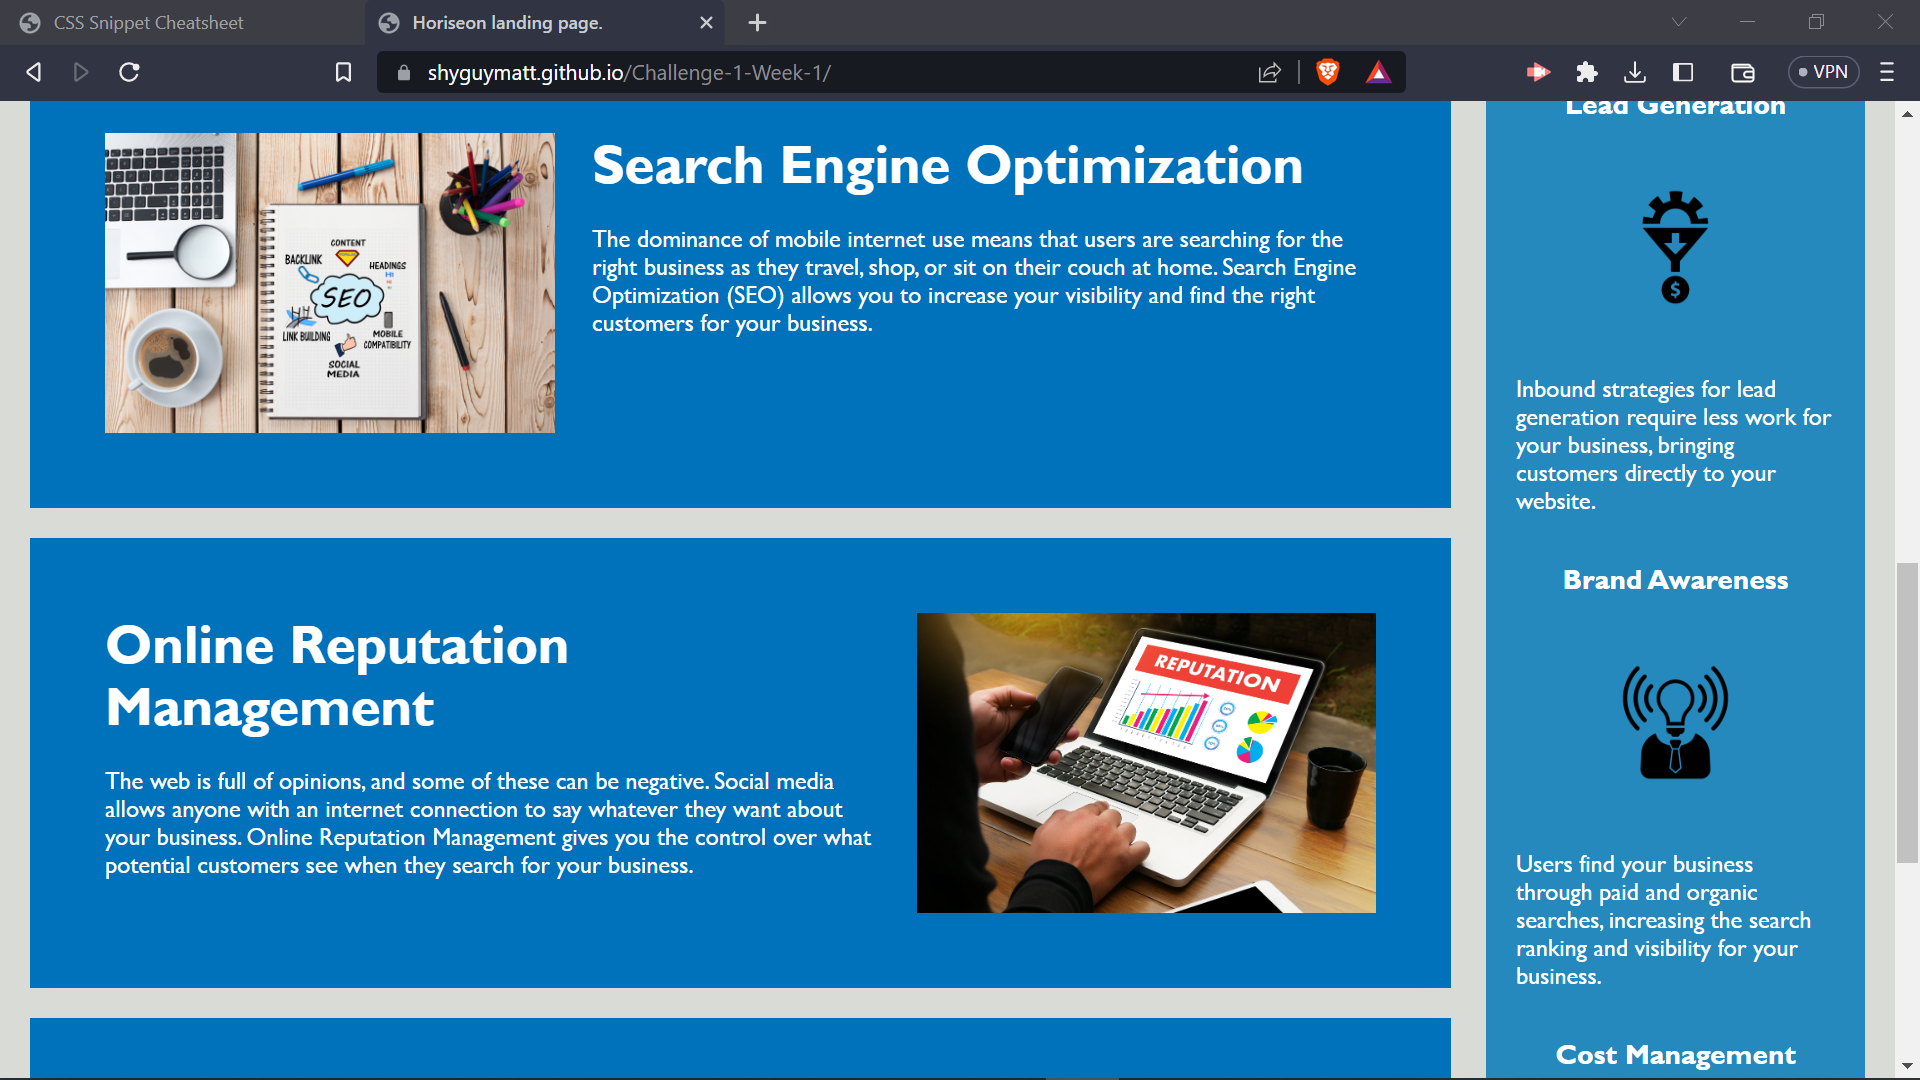 CSS Snippet Cheatsheet
Horiseon landing page.
shyguymatt.github.io/Challenge-1-Week-1/
VPN
Search Engine Optimization
The dominance of mobile internet use means that users are searching for the
right business as they travel, shop, or sit on their couch at home. Search Engine
Optimization (SEO) allows you to increase your visibility and find the right
customers for your business.
CONTENT
BACKLINK
HEADINGS
H1
SEO
LINK BUILDING
MOBILE
COMPATIBILITY
SOCIAL
MEDIA
Online Reputation
Management
The web is full of opinions, and some of these can be negative. Social media
allows anyone with an internet connection to say whatever they want about
your business. Online Reputation Management gives you the control over what
potential customers see when they search for your business.
REPUTATION
Lead Generation
$
Inbound strategies for lead
generation require less work for
your business, bringing
customers directly to your
website.
Brand Awareness
Users find your business
through paid and organic
searches, increasing the search
ranking and visibility for your
business.
Cost Management